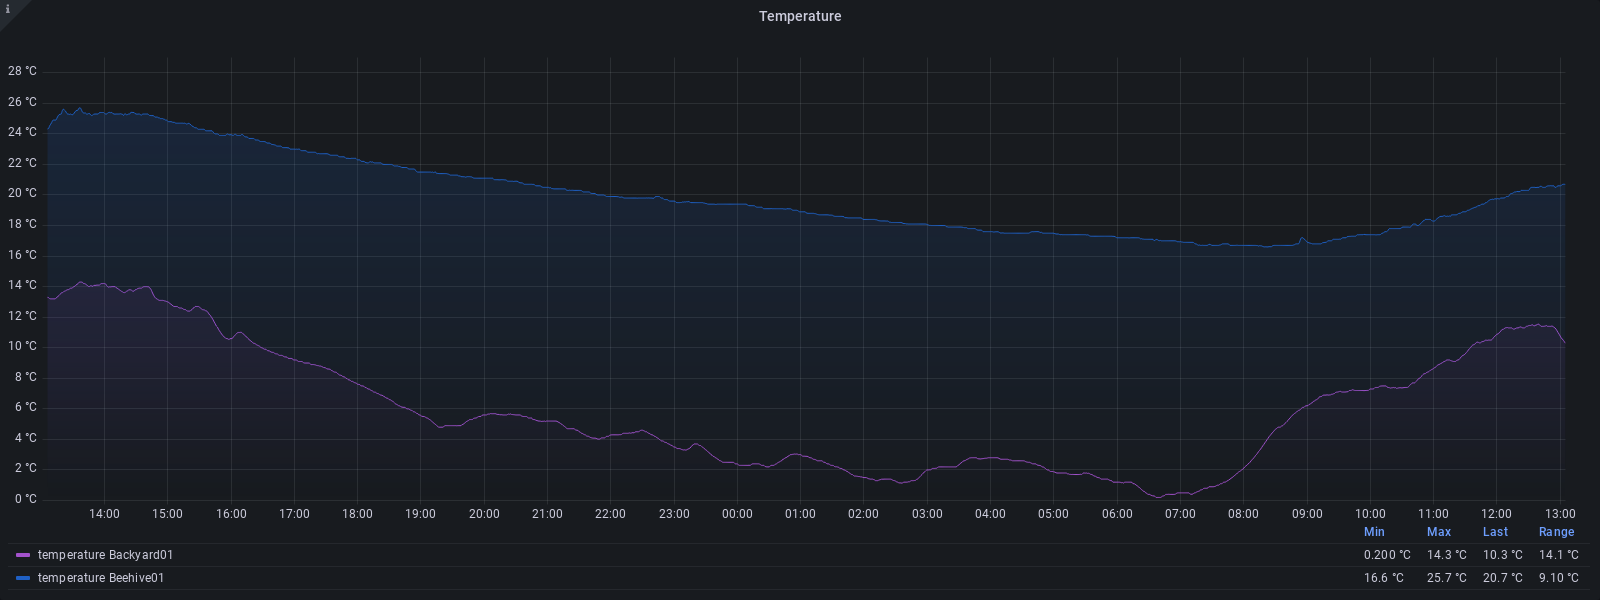 i
Temperature
28 °C
26 °C
24 °C
22 °C
20 °C
18 °C
16 °C
14 °C
12 °C
10 °C
8 °C
6 °C
4 °C
2 °C
0 °C
14:00 15:00 16:00 17:00 18:00 19:00 20:00 21:00 22:00 23:00 00:00 01:00 02:00 03:00 04:00 05:00 06:00 07:00 08:00 09:00 10:00 11:00 12:00 13:00
Min Max Last Range
temperature Backyard01 0.200 °C 14.3 °C 10.3 °C 14.1 °C
temperature Beehive01 16.6 °C 25.7 °C 20.7 °C 9.10 °C